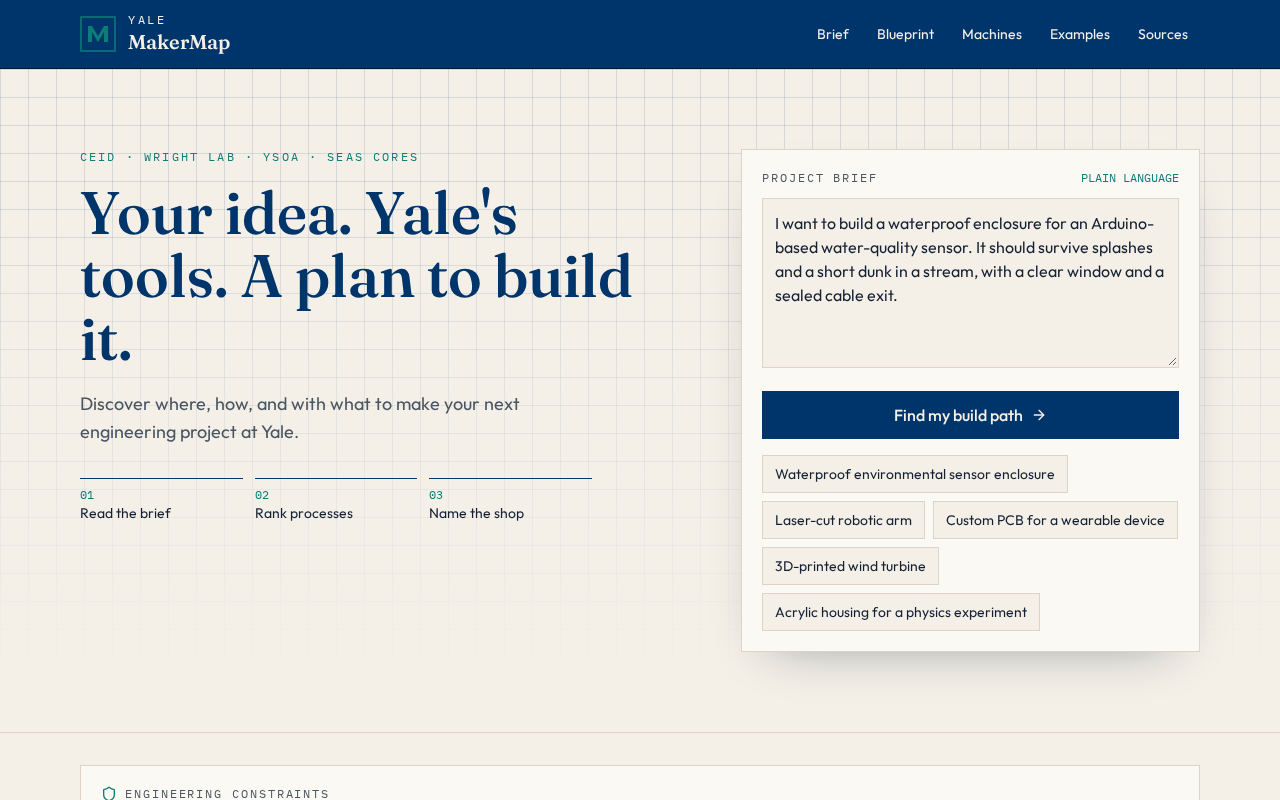 M
YALE
MakerMap
Brief
Blueprint
Machines
Examples
Sources
CEID · WRIGHT LAB · YSOA · SEAS CORES
Your idea. Yale's
tools. A plan to build
it.
Discover where, how, and with what to make your next
engineering project at Yale.
01
Read the brief
02
Rank processes
03
Name the shop
PROJECT BRIEF
PLAIN LANGUAGE
I want to build a waterproof enclosure for an Arduino-
based water-quality sensor. It should survive splashes
and a short dunk in a stream, with a clear window and a
sealed cable exit.
Find my build path →
Waterproof environmental sensor enclosure
Laser-cut robotic arm
Custom PCB for a wearable device
3D-printed wind turbine
Acrylic housing for a physics experiment
ENGINEERING CONSTRAINTS